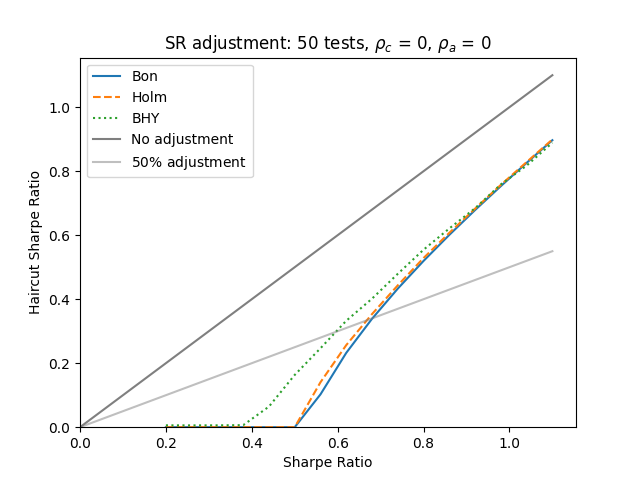 SR adjustment: 50 tests, ρc = 0, ρa = 0
Bon
Holm
BHY
No adjustment
50% adjustment
Haircut Sharpe Ratio
1.0
0.8
0.6
0.4
0.2
0.0
0.0 0.2 0.4 0.6 0.8 1.0
Sharpe Ratio